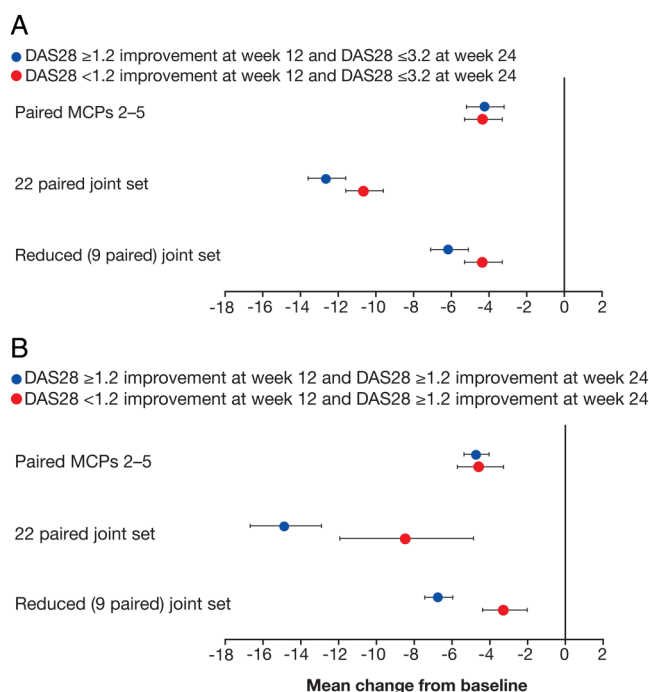 A
DAS28 ≥1.2 improvement at week 12 and DAS28 ≤3.2 at week 24
DAS28 <1.2 improvement at week 12 and DAS28 ≤3.2 at week 24
Paired MCPs 2–5
22 paired joint set
Reduced (9 paired) joint set
-18 -16 -14 -12 -10 -8 -6 -4 -2 0 2
B
DAS28 ≥1.2 improvement at week 12 and DAS28 ≥1.2 improvement at week 24
DAS28 <1.2 improvement at week 12 and DAS28 ≥1.2 improvement at week 24
Paired MCPs 2–5
22 paired joint set
Reduced (9 paired) joint set
-18 -16 -14 -12 -10 -8 -6 -4 -2 0 2
Mean change from baseline